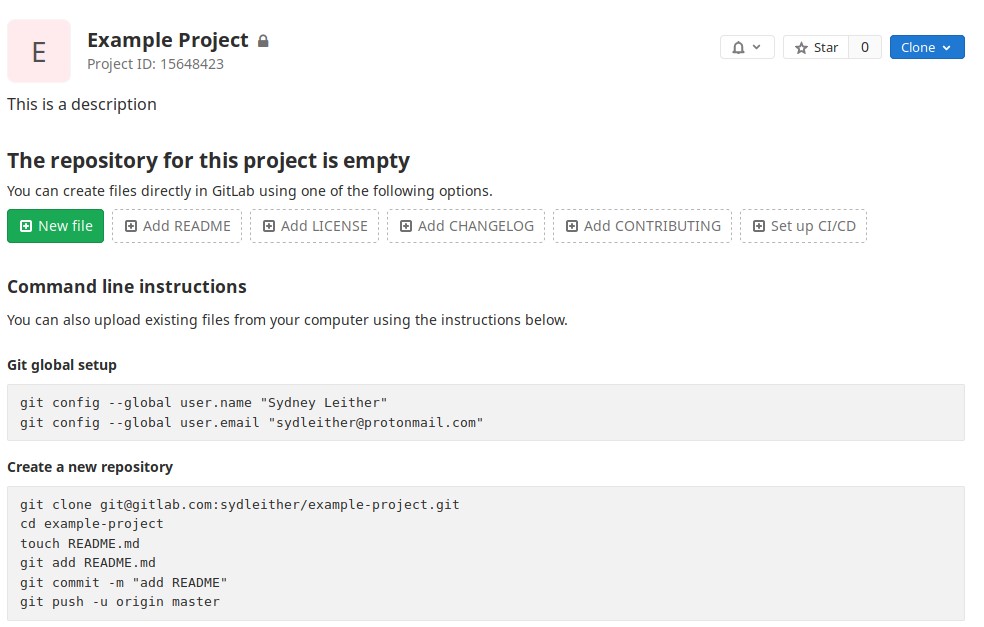 E
Example Project
Project ID: 15648423
Star
0
Clone
This is a description
The repository for this project is empty
You can create files directly in GitLab using one of the following options.
New file
Add README
Add LICENSE
Add CHANGELOG
Add CONTRIBUTING
Set up CI/CD
Command line instructions
You can also upload existing files from your computer using the instructions below.
Git global setup
git config --global user.name "Sydney Leither"
git config --global user.email "sydleither@protonmail.com"
Create a new repository
git clone git@gitlab.com:sydleither/example-project.git
cd example-project
touch README.md
git add README.md
git commit -m "add README"
git push -u origin master